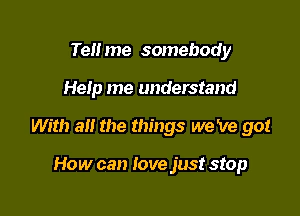 Tell me somebody
Help me understand
With all the things we've got
How can love just stop